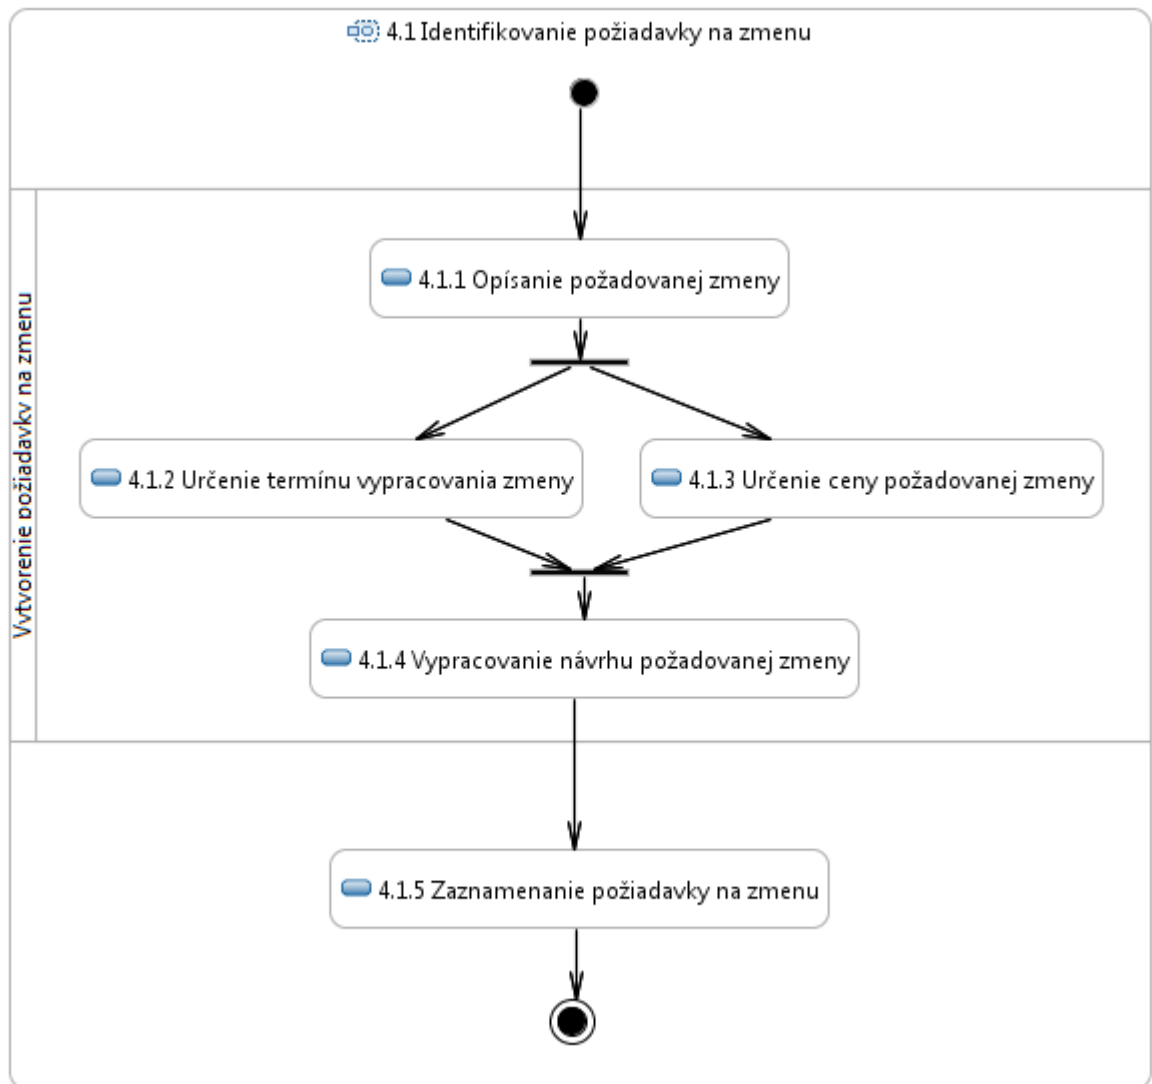 4.1 Identifikovanie požiadavky na zmenu
Vytvorenie požiadavky na zmenu
4.1.1 Opísanie požadovanej zmeny
4.1.2 Určenie termínu vypracovania zmeny
4.1.3 Určenie ceny požadovanej zmeny
4.1.4 Vypracovanie návrhu požadovanej zmeny
4.1.5 Zaznamenanie požiadavky na zmenu